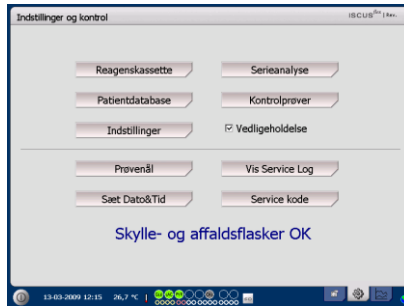 Indstillinger og kontrol
ISCUSflex
Reagenskassette
Serieanalyse
Patientdatabase
Kontrolprøver
Indstillinger
Vedligeholdelse
Prøvenål
Vis Service Log
Sæt Dato&Tid
Service kode
Skylle- og affaldsflasker OK
13-03-2009 12:15 26,7 °C